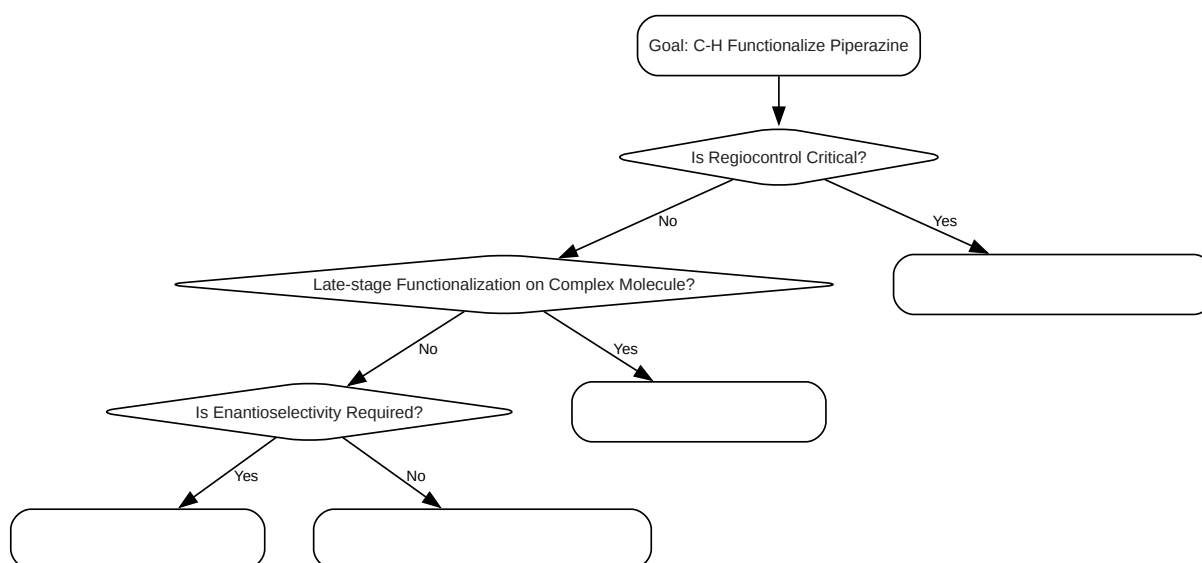 Goal: C-H Functionalize Piperazine
Is Regiocontrol Critical?
No
Yes
Late-stage Functionalization on Complex Molecule?
No
Yes
Is Enantioselectivity Required?
Yes
No